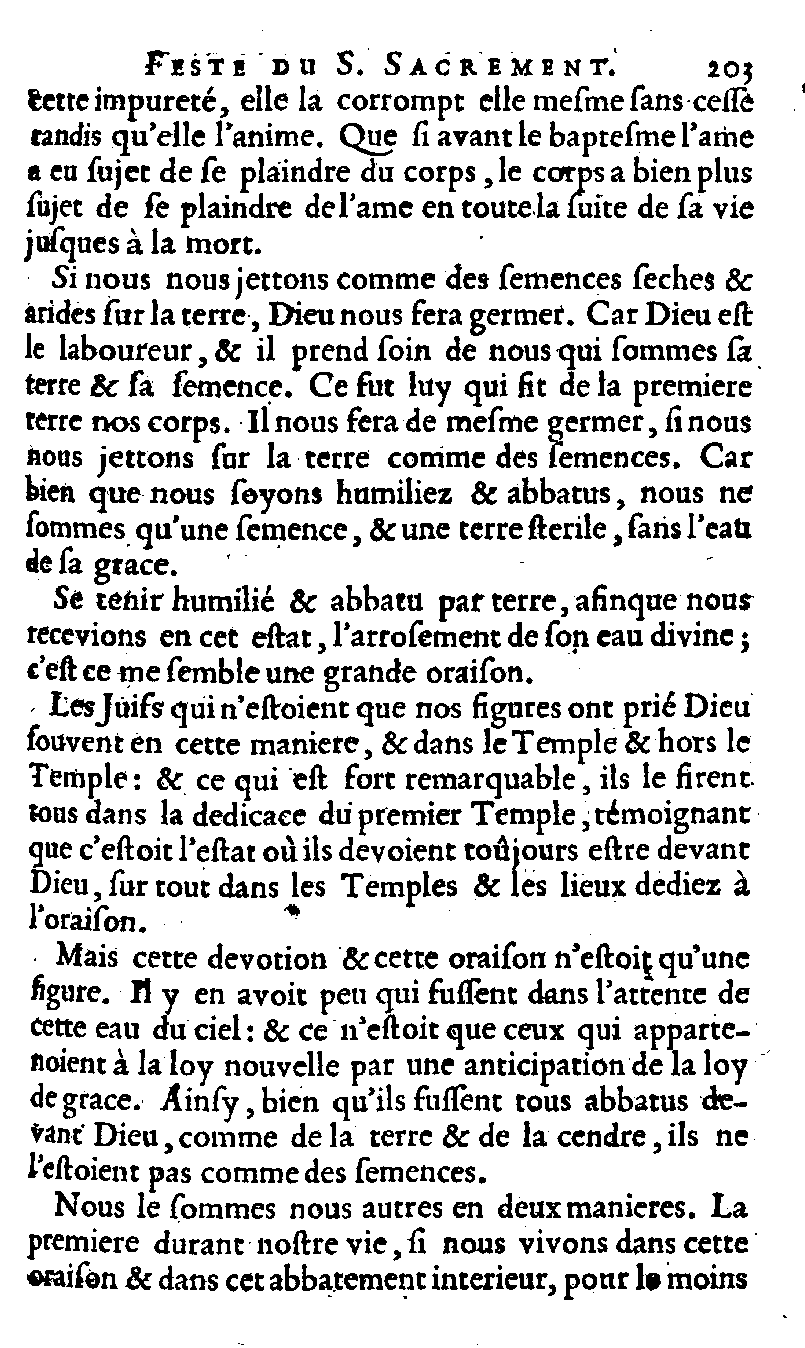 FESTE DU S. SACREMENT. 203
cette impureté, elle la corrompt elle meſme ſans ceſſe
tandis qu'elle l'anime. Que ſi avant le bapteſme l'ame
a eu ſujet de ſe plaindre du corps, le corps a bien plus
ſujet de ſe plaindre de l'ame en toute la ſuite de ſa vie
juſques à la mort.
Si nous nous jettons comme des ſemences ſeches &
arides ſur la terre, Dieu nous fera germer. Car Dieu eſt
le laboureur, & il prend ſoin de nous qui ſommes ſa
terre & ſa ſemence. Ce fut luy qui fit de la premiere
terre nos corps. Il nous fera de meſme germer, ſi nous
nous jettons ſur la terre comme des ſemences. Car
bien que nous ſoyons humiliez & abbatus, nous ne
ſommes qu'une ſemence, & une terre ſterile, ſans l'eau
de ſa grace.
Se tenir humilié & abbatu par terre, afinque nous
recevions en cet eſtat, l'arroſement de ſon eau divine;
c'eſt ce me ſemble une grande oraiſon.
Les Juifs qui n'eſtoient que nos figures ont prié Dieu
ſouvent en cette maniere, & dans le Temple & hors le
Temple: & ce qui eſt fort remarquable, ils le firent
tous dans la dedicace du premier Temple, témoignant
que c'eſtoit l'eſtat où ils devoient toûjours eſtre devant
Dieu, ſur tout dans les Temples & les lieux dediez à
l'oraiſon.
Mais cette devotion & cette oraiſon n'eſtoit qu'une
figure. Il y en avoit peu qui fuſſent dans l'attente de
cette eau du ciel: & ce n'eſtoit que ceux qui apparte-
noient à la loy nouvelle par une anticipation de la loy
de grace. Ainſy, bien qu'ils fuſſent tous abbatus de-
vant Dieu, comme de la terre & de la cendre, ils ne
l'eſtoient pas comme des ſemences.
Nous le ſommes nous autres en deux manieres. La
premiere durant noſtre vie, ſi nous vivons dans cette
oraiſon & dans cet abbatement interieur, pour le moins